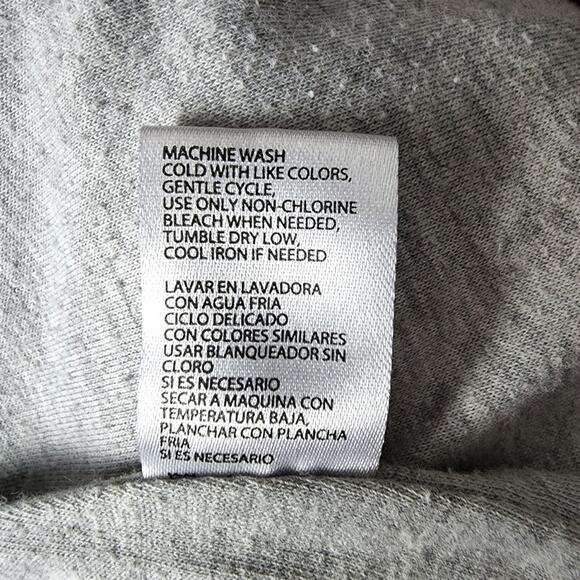 MACHINE WASH
COLD WITH LIKE COLORS,
GENTLE CYCLE,
USE ONLY NON-CHLORINE
BLEACH WHEN NEEDED,
TUMBLE DRY LOW,
COOL IRON IF NEEDED
LAVAR EN LAVADORA
CON AGUA FRIA
CICLO DELICADO
CON COLORES SIMILARES
USAR BLANQUEADOR SIN
CLORO
SI ES NECESARIO
SECAR A MAQUINA CON
TEMPERATURA BAJA,
PLANCHAR CON PLANCHA
FRIA
SI ES NECESARIO